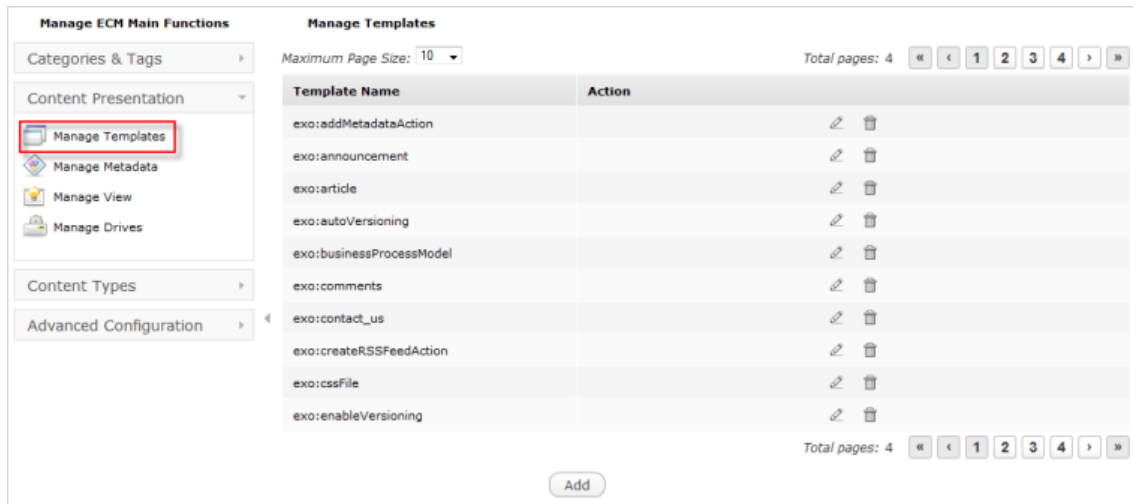 Manage ECM Main Functions
Categories & Tags
Content Presentation
Manage Templates
Manage Metadata
Manage View
Manage Drives
Content Types
Advanced Configuration
Manage Templates
Maximum Page Size: 10
Total pages: 4 « ‹ 1 2 3 4 › »
Template Name Action
exo:addMetadataAction
exo:announcement
exo:article
exo:autoVersioning
exo:businessProcessModel
exo:comments
exo:contact_us
exo:createRSSFeedAction
exo:cssFile
exo:enableVersioning
Total pages: 4 « ‹ 1 2 3 4 › »
Add